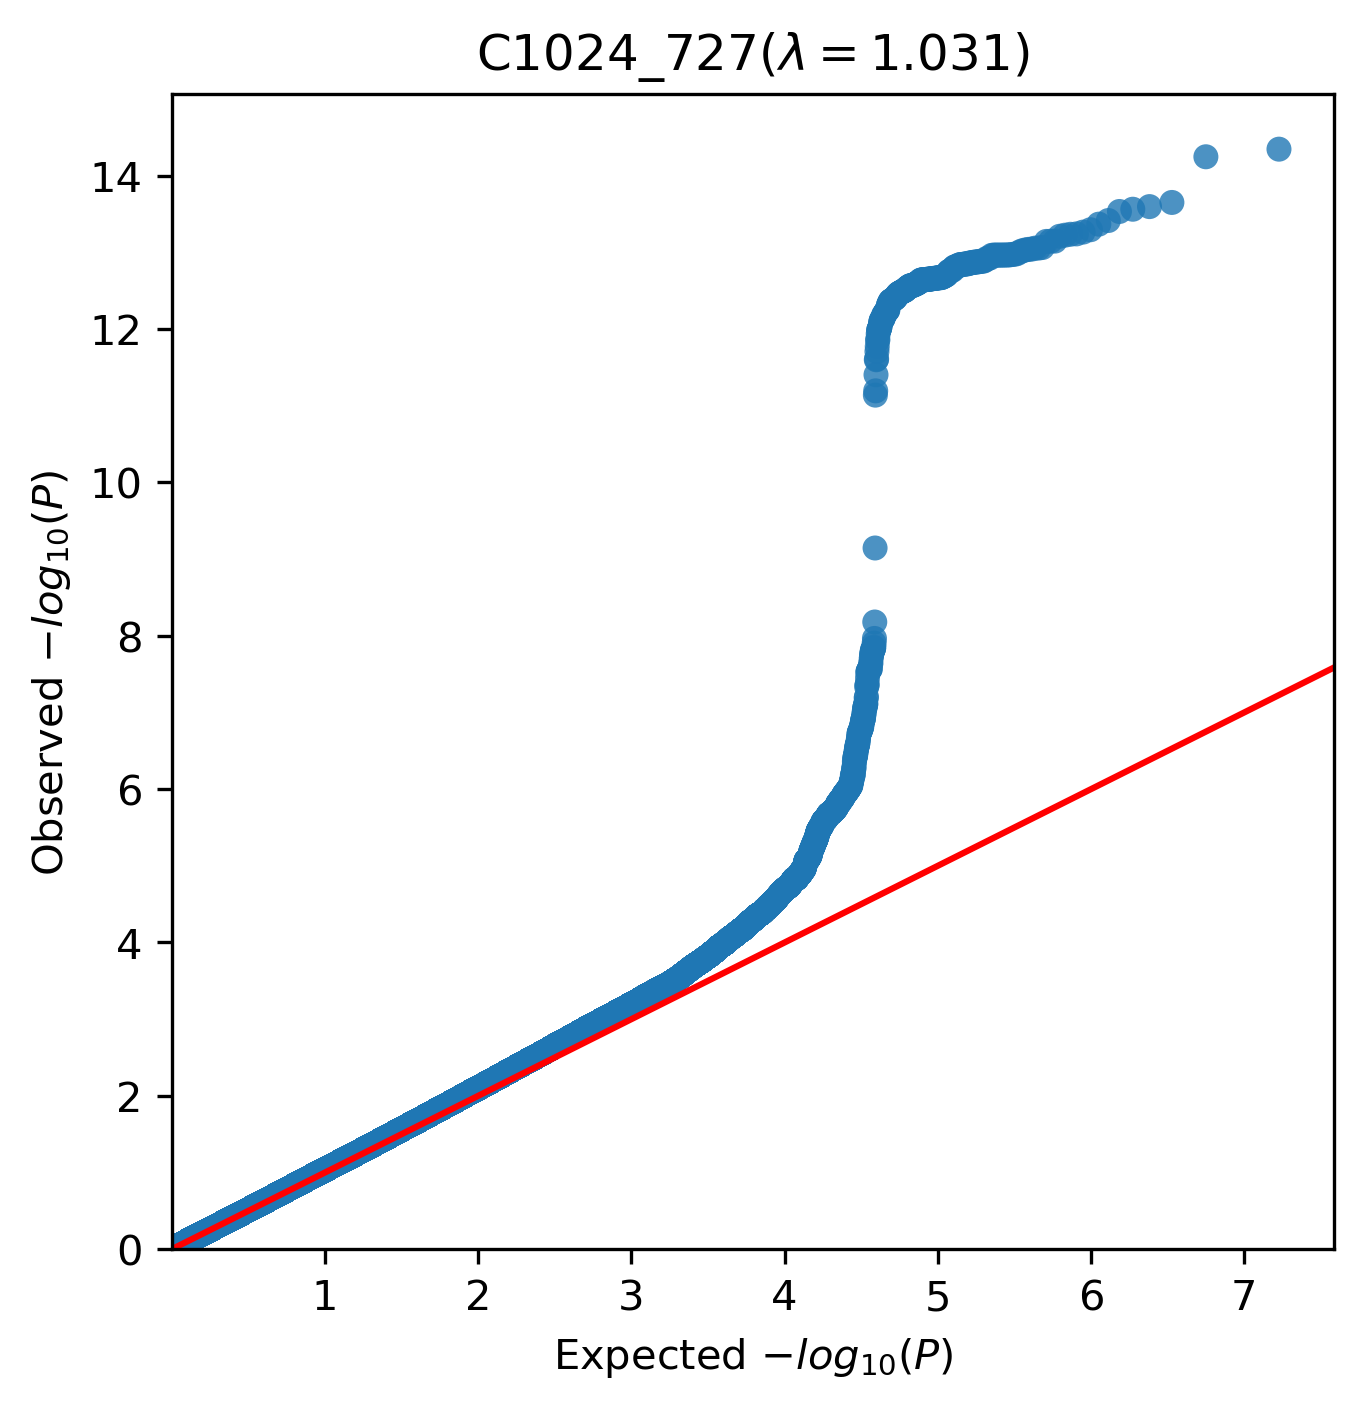 C1024_727(λ = 1.031)
14
12
10
8
6
4
2
0
Observed −log₁₀(P)
1 2 3 4 5 6 7
Expected −log₁₀(P)